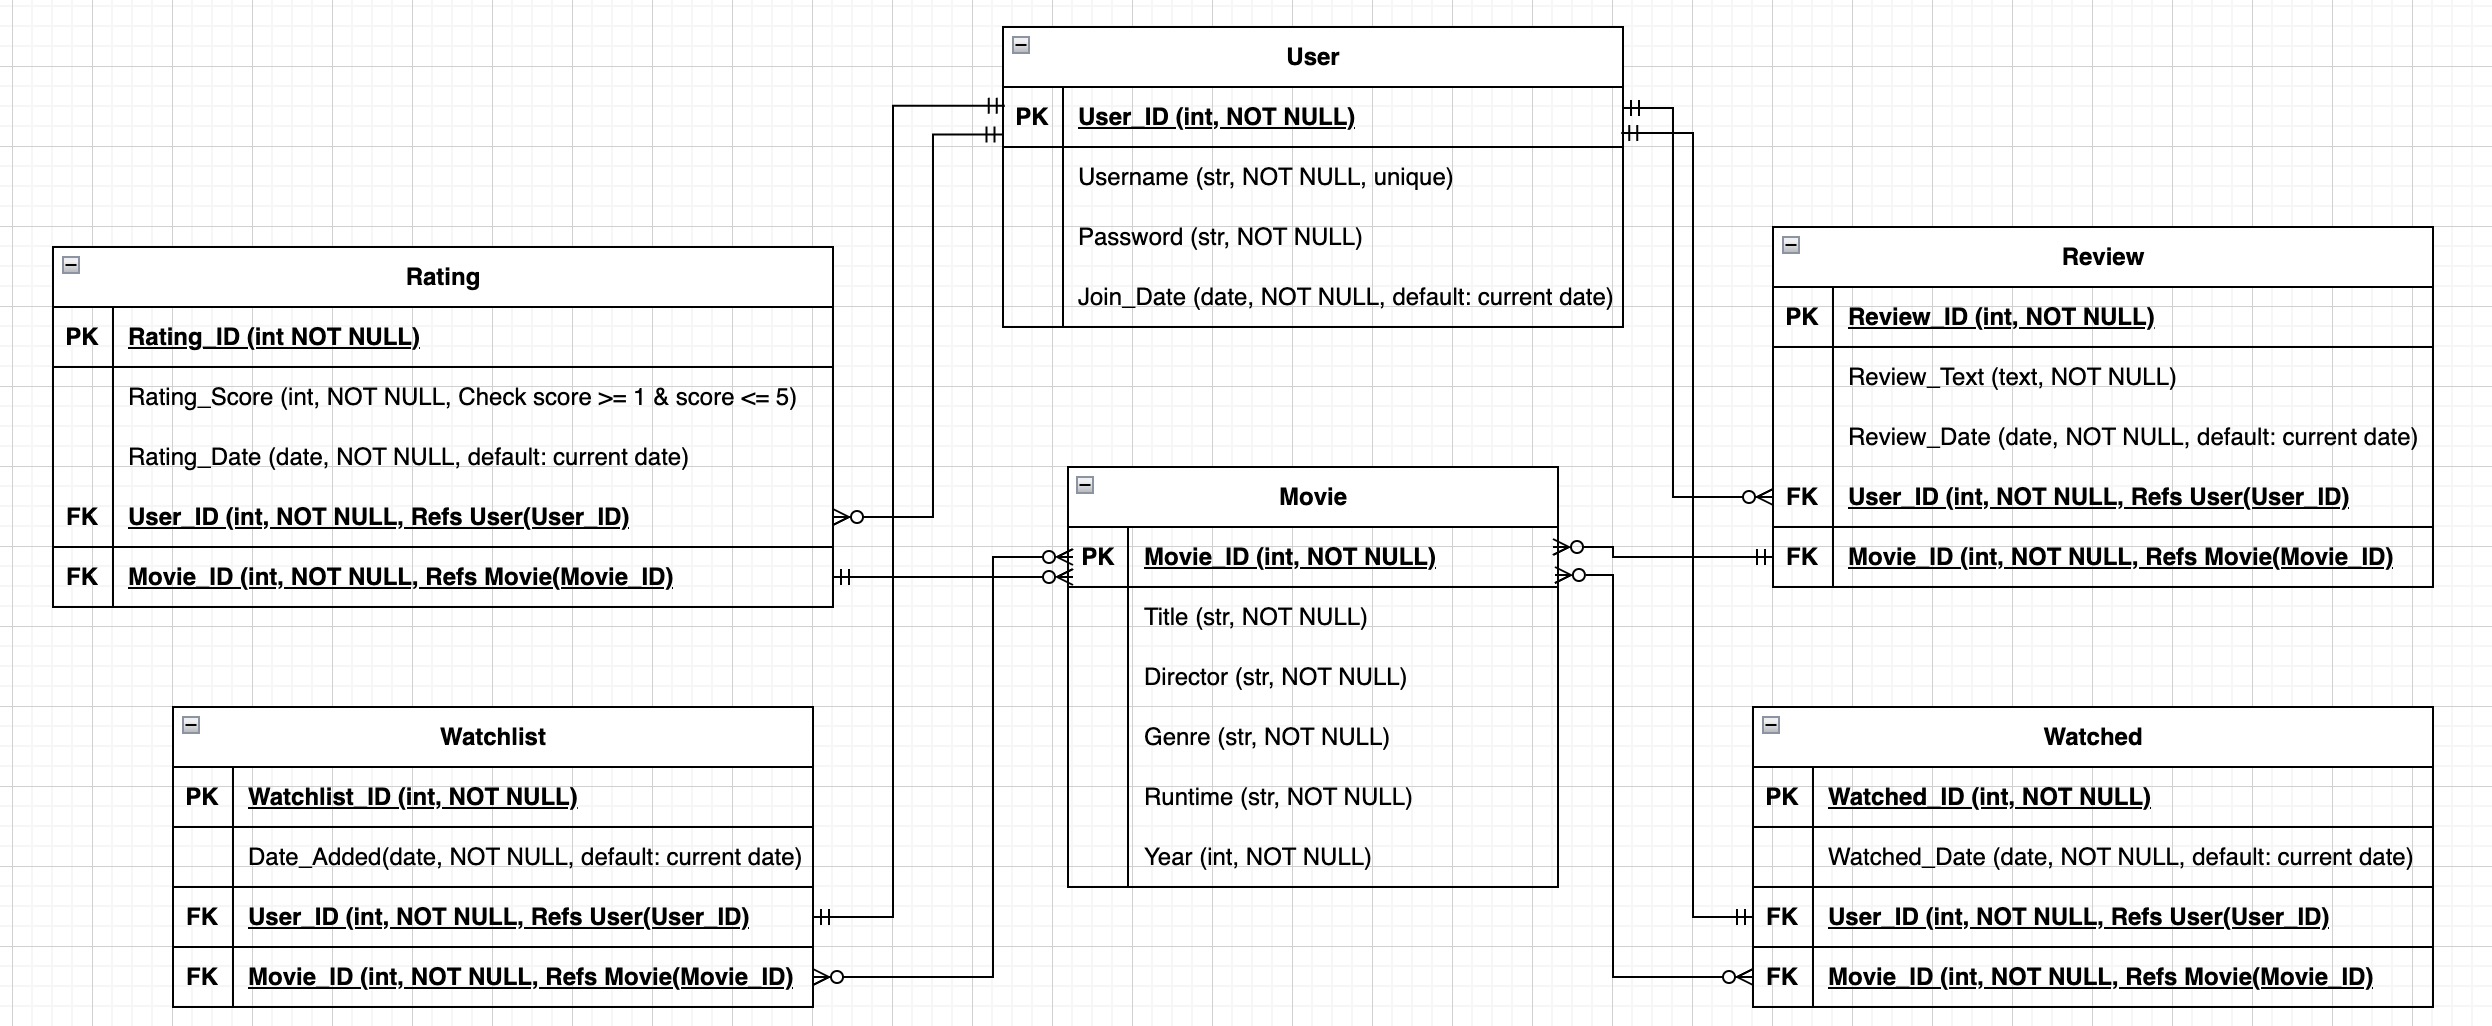 User
PK User_ID (int, NOT NULL)
Username (str, NOT NULL, unique)
Password (str, NOT NULL)
Join_Date (date, NOT NULL, default: current date)
Rating
PK Rating_ID (int NOT NULL)
Rating_Score (int, NOT NULL, Check score >= 1 & score <= 5)
Rating_Date (date, NOT NULL, default: current date)
FK User_ID (int, NOT NULL, Refs User(User_ID)
FK Movie_ID (int, NOT NULL, Refs Movie(Movie_ID)
Review
PK Review_ID (int, NOT NULL)
Review_Text (text, NOT NULL)
Review_Date (date, NOT NULL, default: current date)
FK User_ID (int, NOT NULL, Refs User(User_ID)
FK Movie_ID (int, NOT NULL, Refs Movie(Movie_ID)
Movie
PK Movie_ID (int, NOT NULL)
Title (str, NOT NULL)
Director (str, NOT NULL)
Genre (str, NOT NULL)
Runtime (str, NOT NULL)
Year (int, NOT NULL)
Watchlist
PK Watchlist_ID (int, NOT NULL)
Date_Added(date, NOT NULL, default: current date)
FK User_ID (int, NOT NULL, Refs User(User_ID)
FK Movie_ID (int, NOT NULL, Refs Movie(Movie_ID)
Watched
PK Watched_ID (int, NOT NULL)
Watched_Date (date, NOT NULL, default: current date)
FK User_ID (int, NOT NULL, Refs User(User_ID)
FK Movie_ID (int, NOT NULL, Refs Movie(Movie_ID)